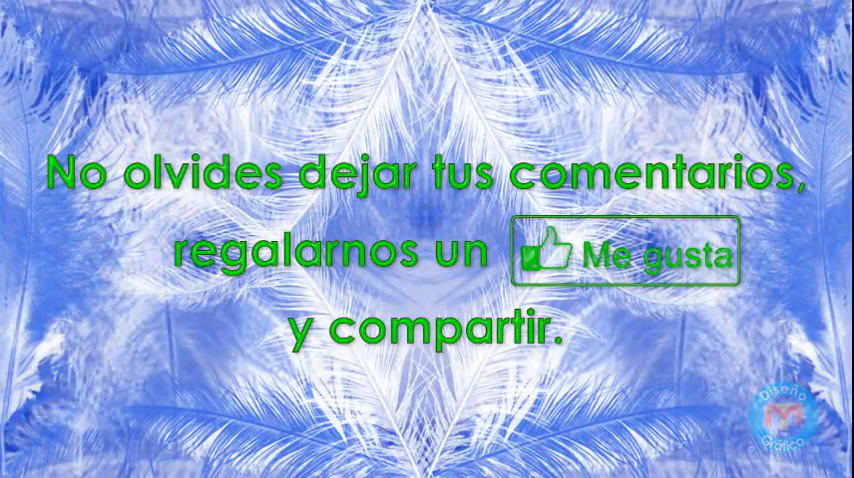 No olvides dejar tus comentarios,
regalarnos un Me gusta
y compartir.
Diseño
M
Gráfico